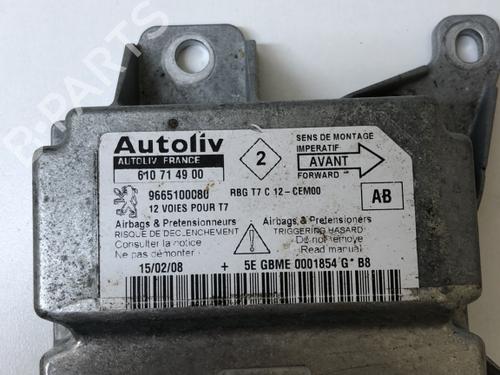 Autoliv
AUTOLIV FRANCE
610 71 49 00
2
SENS DE MONTAGE
IMPERATIF
AVANT
FORWARD
9665100080
RBG T7 C 12-CEM00
12 VOIES POUR T7
AB
Airbags & Pretensionneurs
RISQUE DE DECLENCHEMENT
Consulter la notice
Ne pas démonter
Airbags & Pretensioners
TRIGGERING HASARD
Do not remove
Read manual
15/02/08 + 5E GBME 0001854 G* B8
B-PARTS